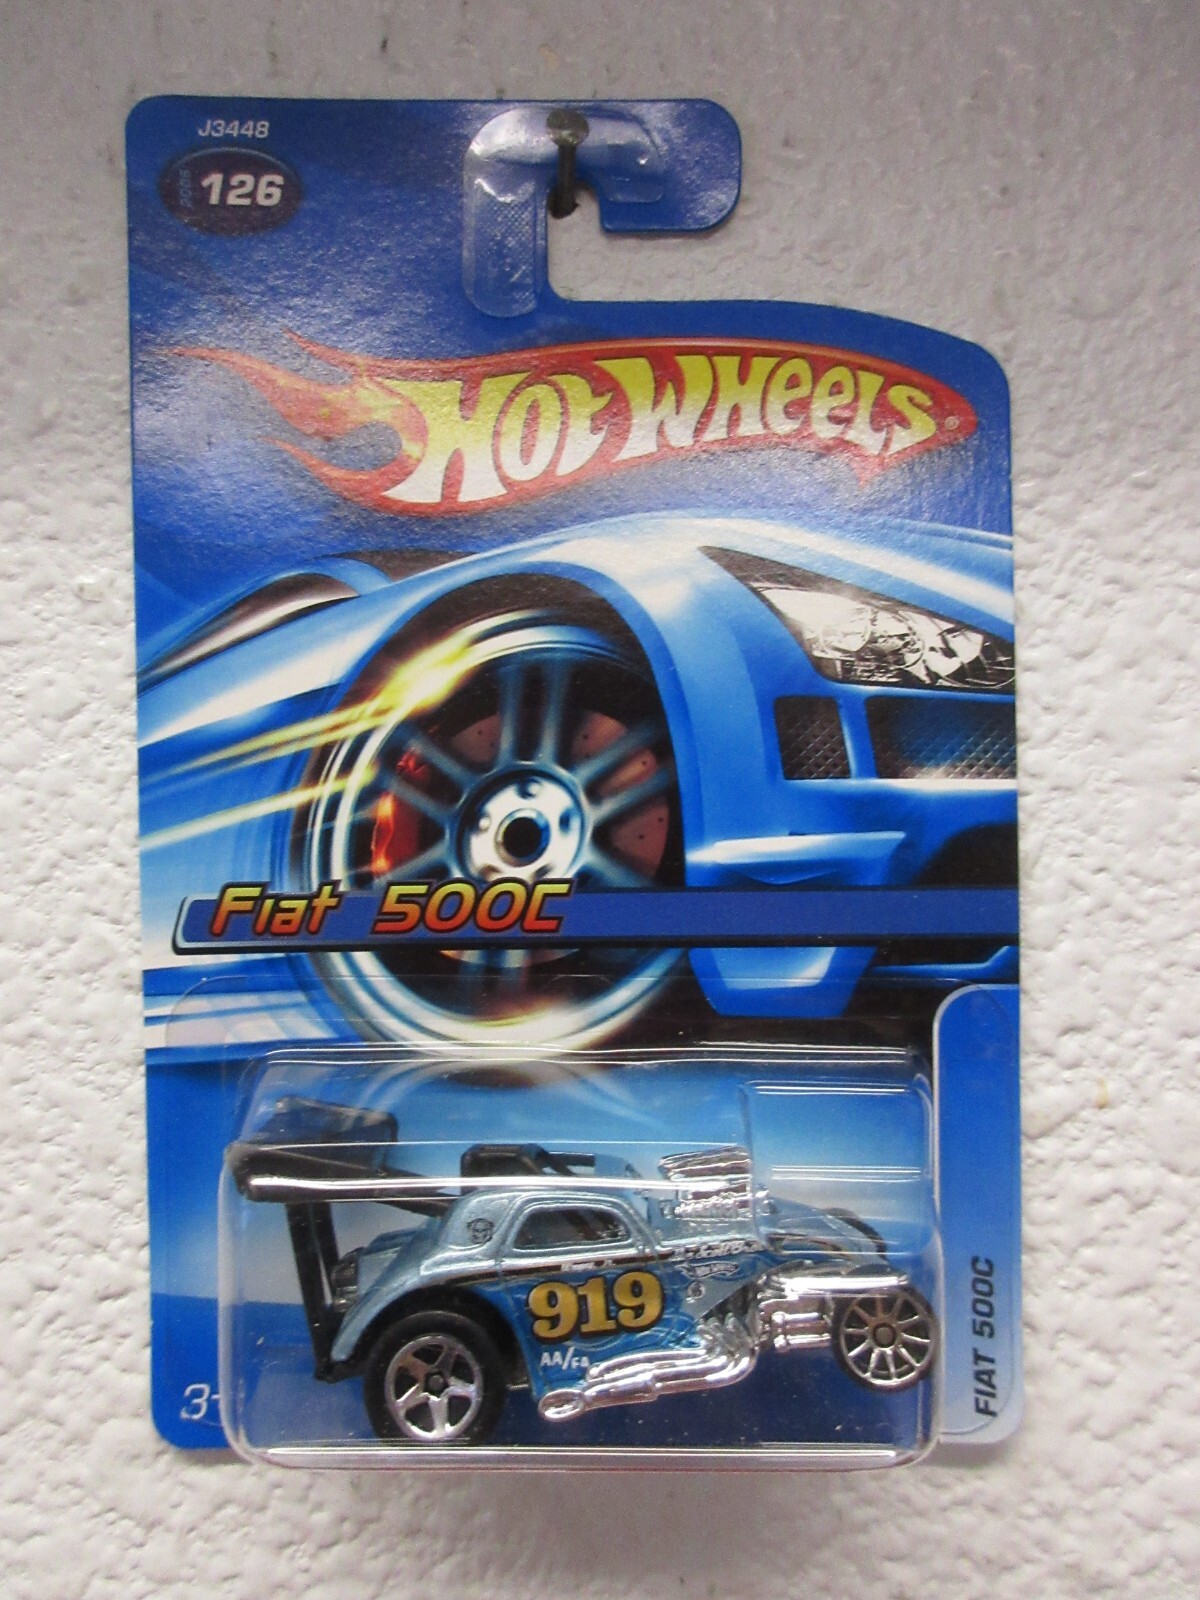 J3448
2006
126
HOT WHEELS®
Fiat 500C
919
AA/FA
3+
FIAT 500C